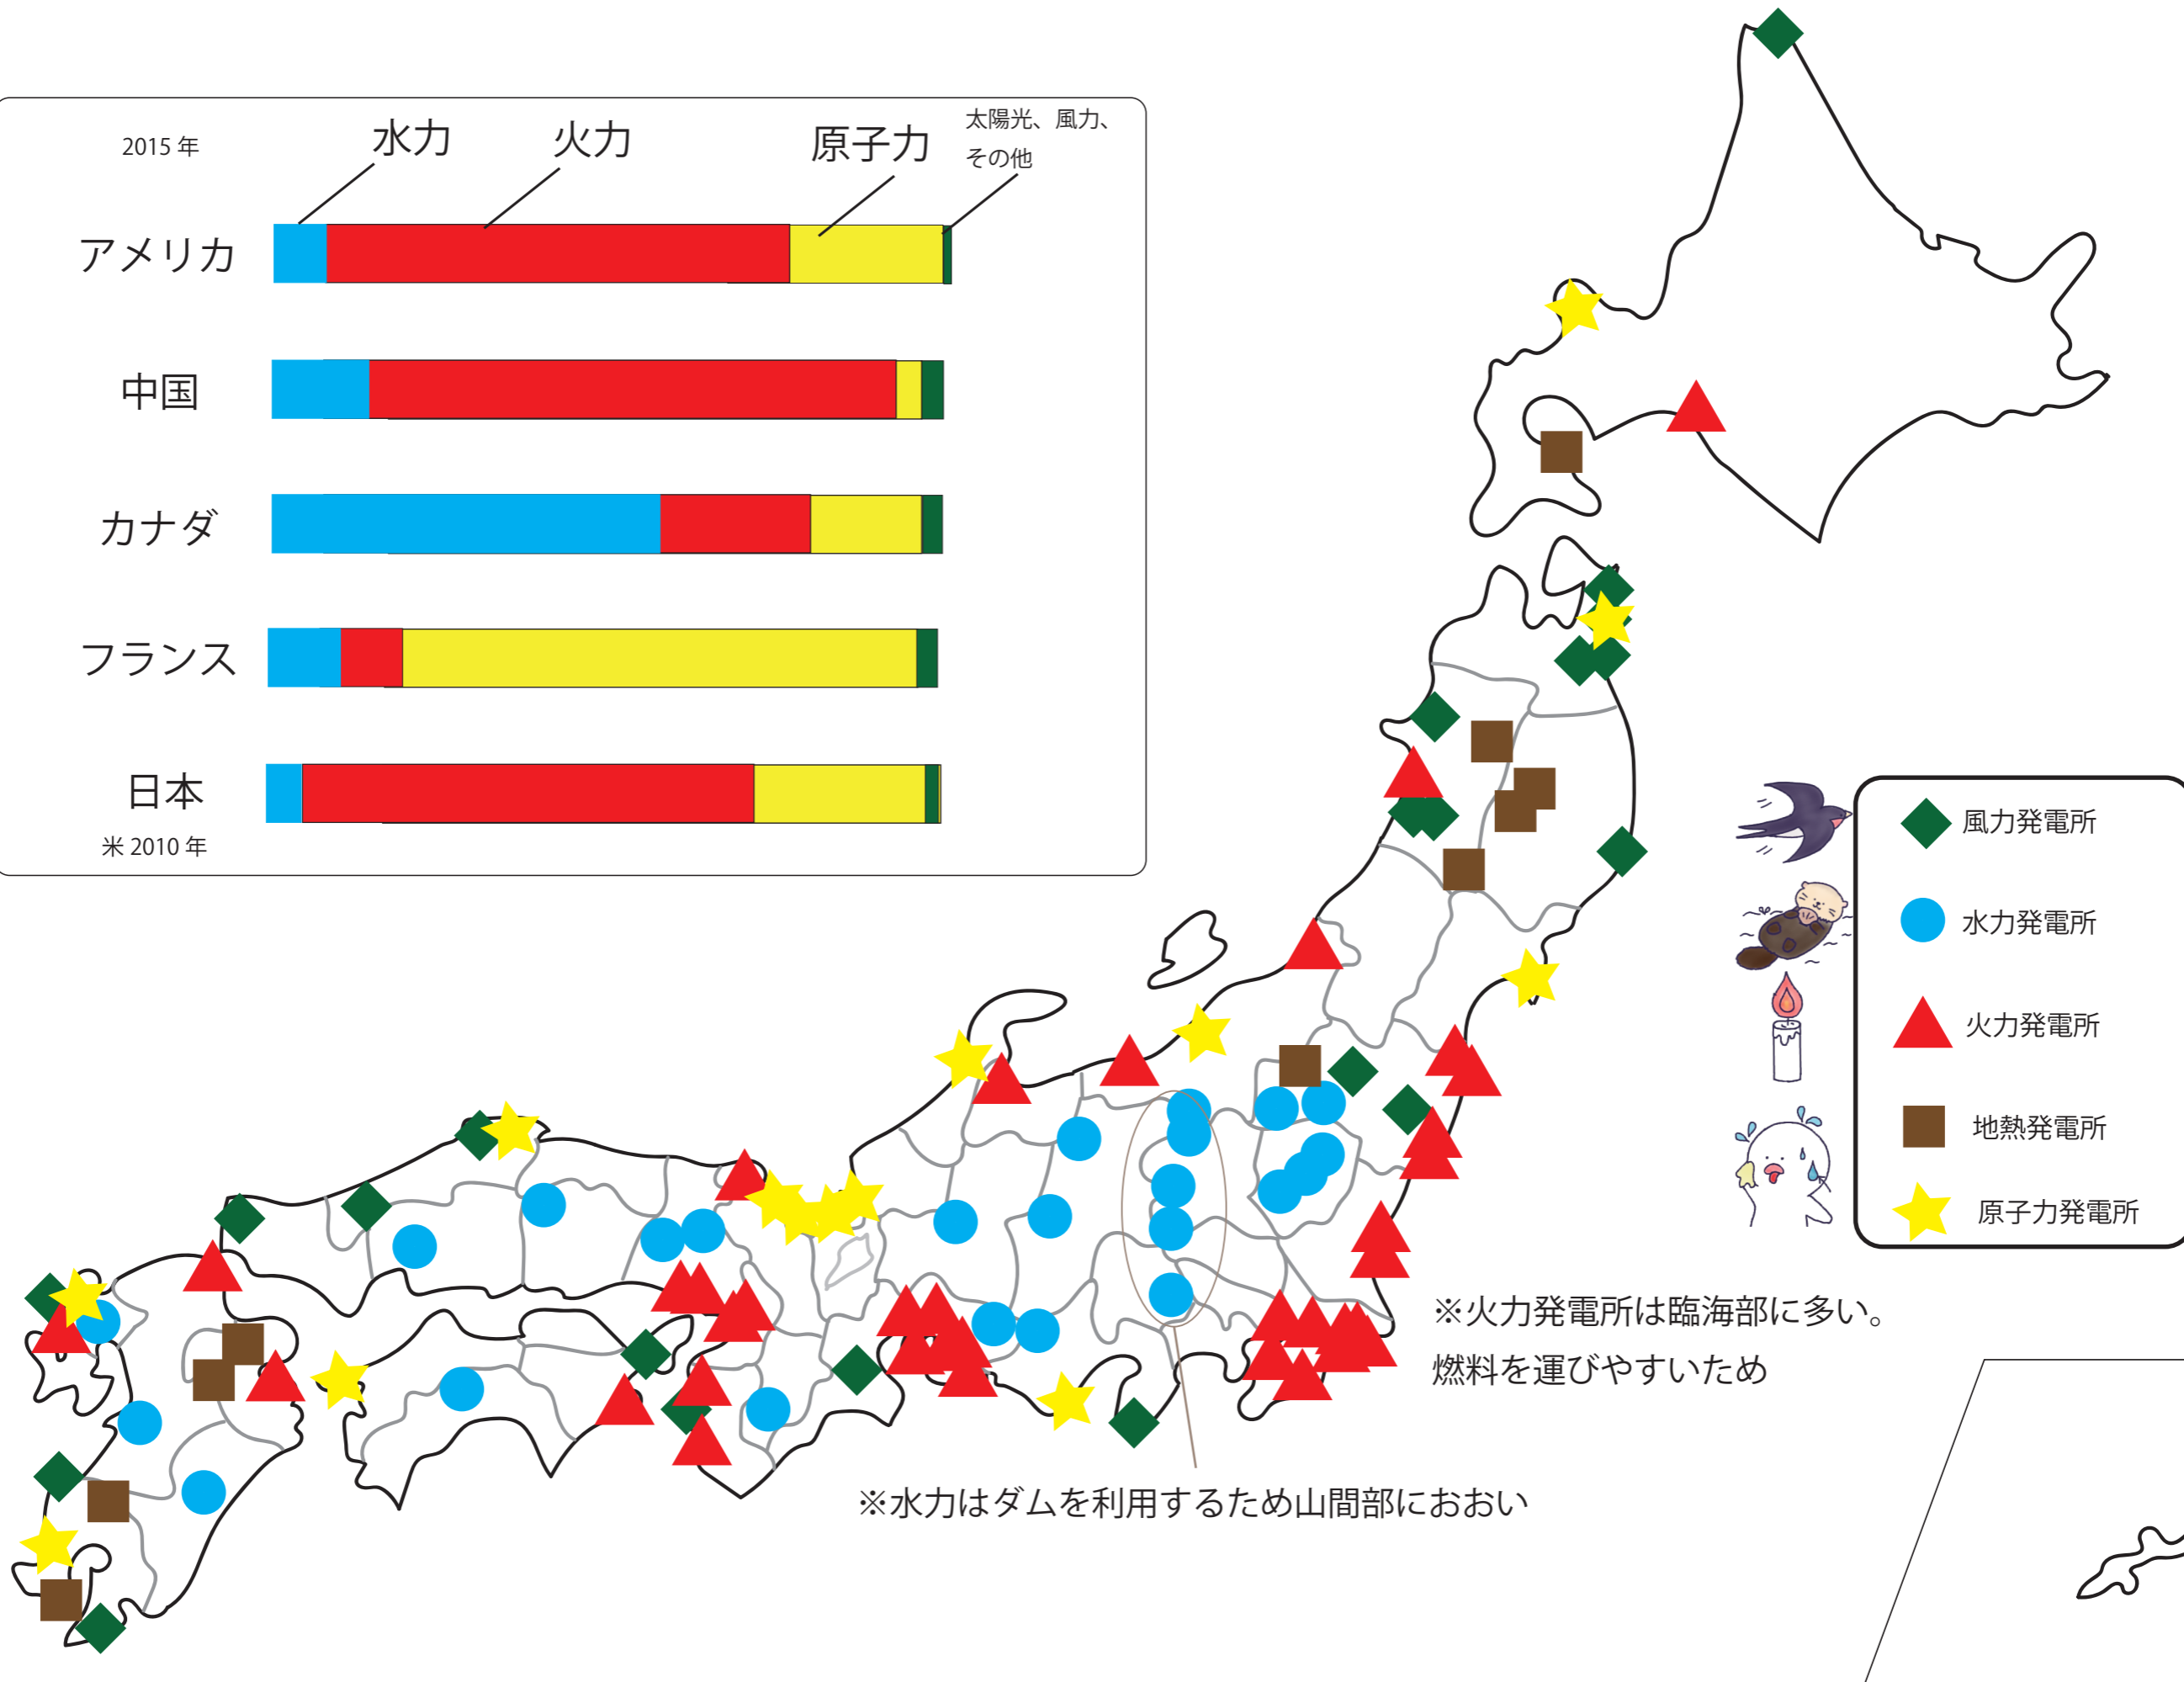 2015 年
水力
火力
原子力
太陽光、風力、
その他
アメリカ
中国
カナダ
フランス
日本
米 2010 年
風力発電所
水力発電所
火力発電所
地熱発電所
原子力発電所
※火力発電所は臨海部に多い。
燃料を運びやすいため
※水力はダムを利用するため山間部におおい